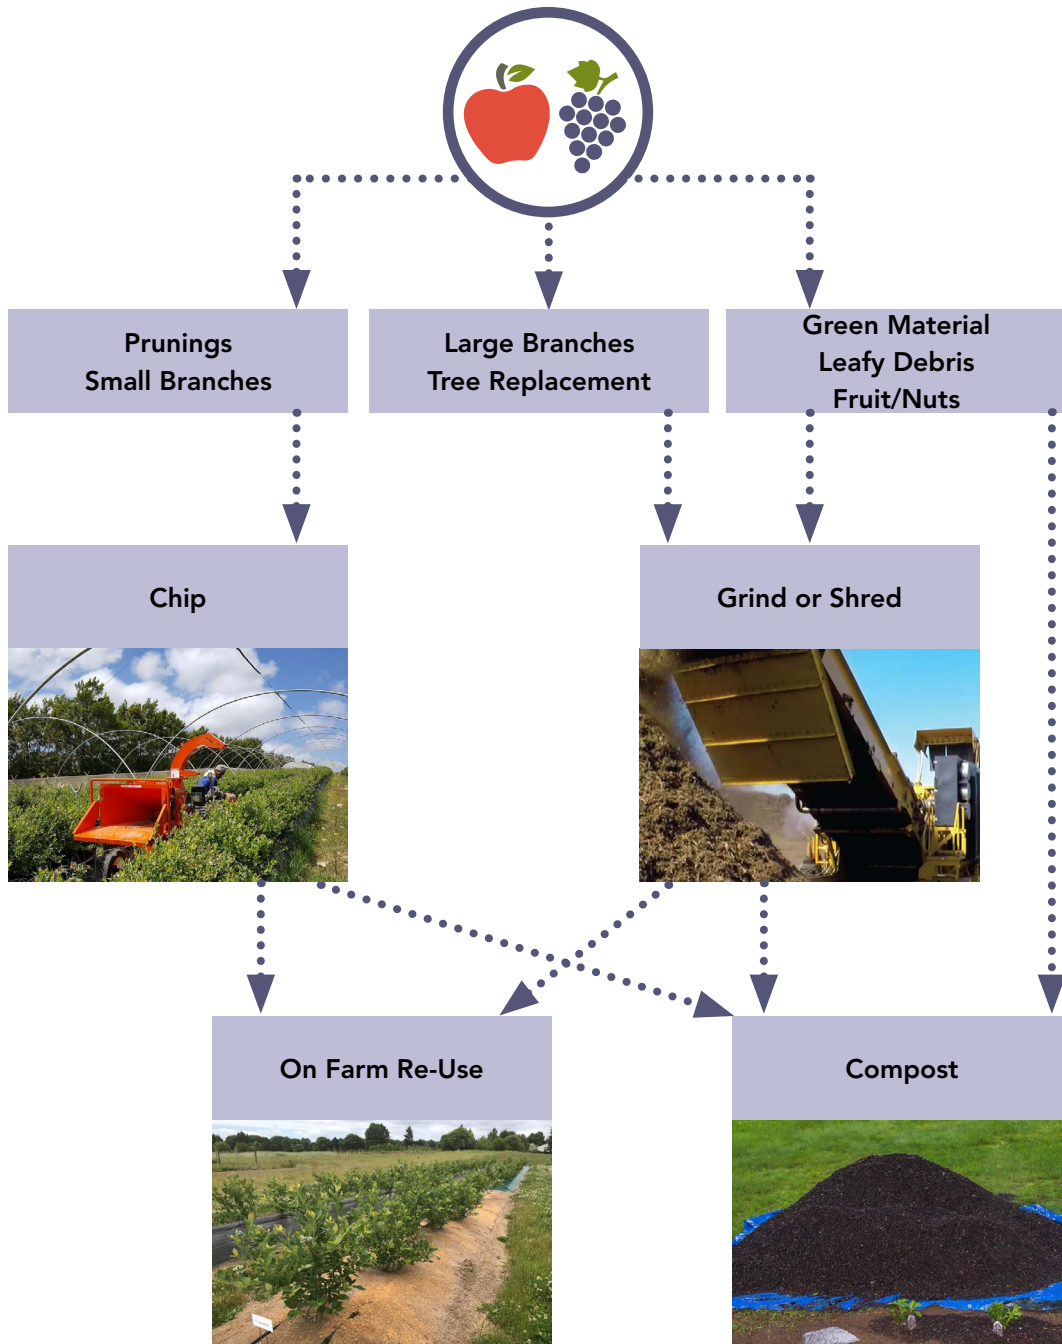 Prunings
Small Branches
Large Branches
Tree Replacement
Green Material
Leafy Debris
Fruit/Nuts
Chip
Grind or Shred
On Farm Re-Use
Compost